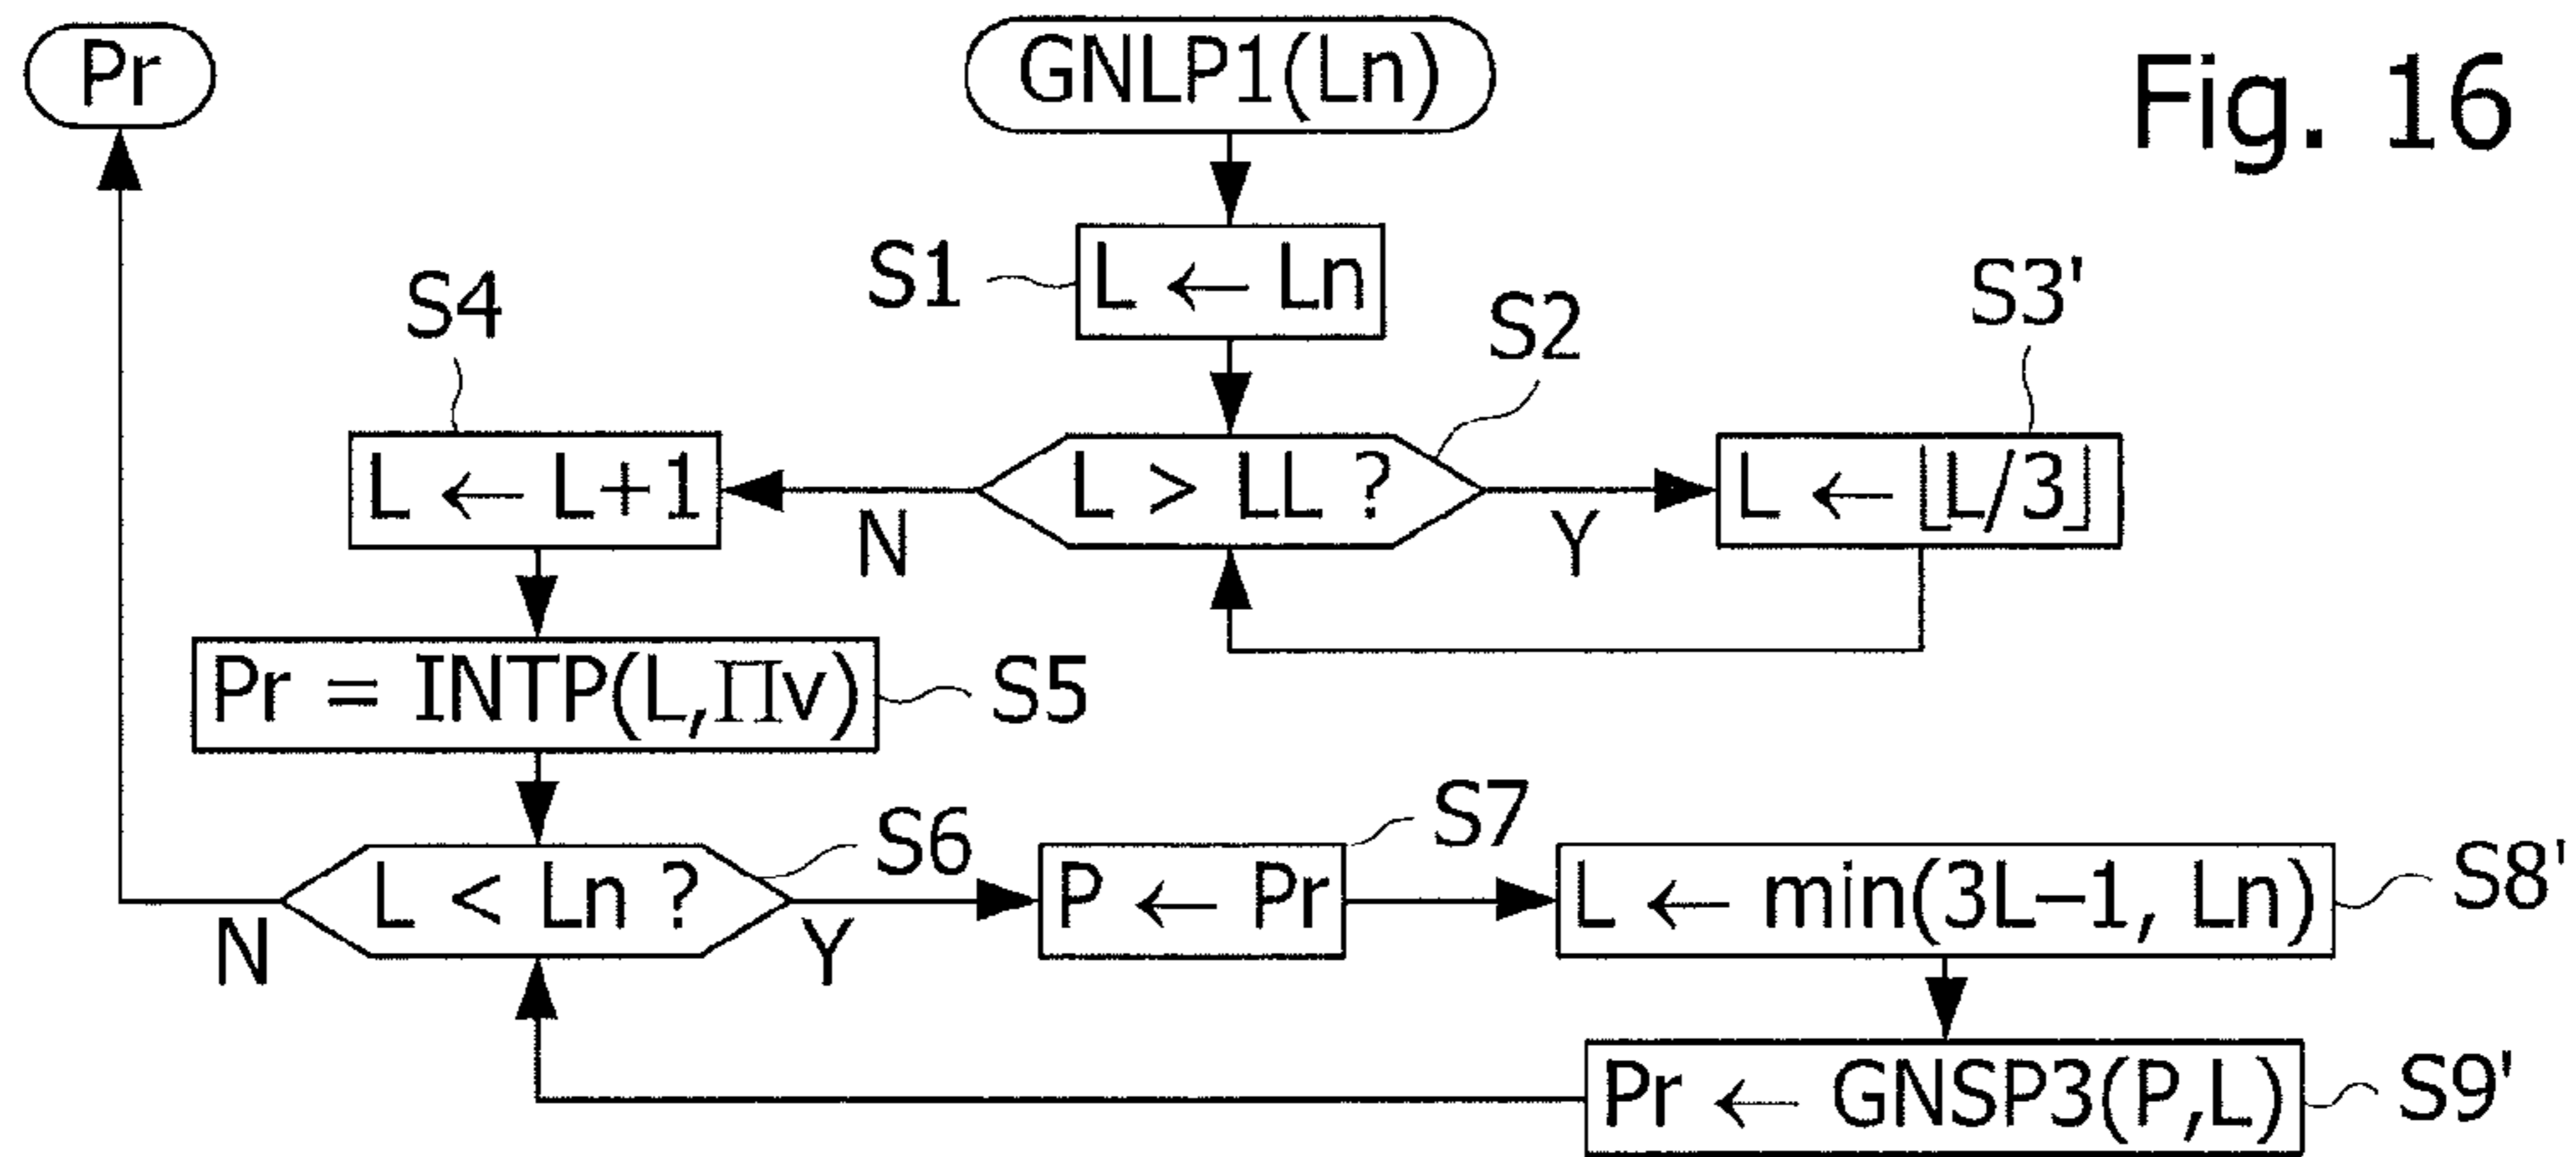 Pr
GNLP1(Ln)
Fig. 16
S1
L ← Ln
S4
S2
S3'
L ← L+1
L > LL ?
L ← ⌊L/3⌋
N
Y
Pr = INTP(L,Πv)
S5
S6
S7
L < Ln ?
P ← Pr
L ← min(3L−1, Ln)
S8'
N
Y
Pr ← GNSP3(P,L)
S9'